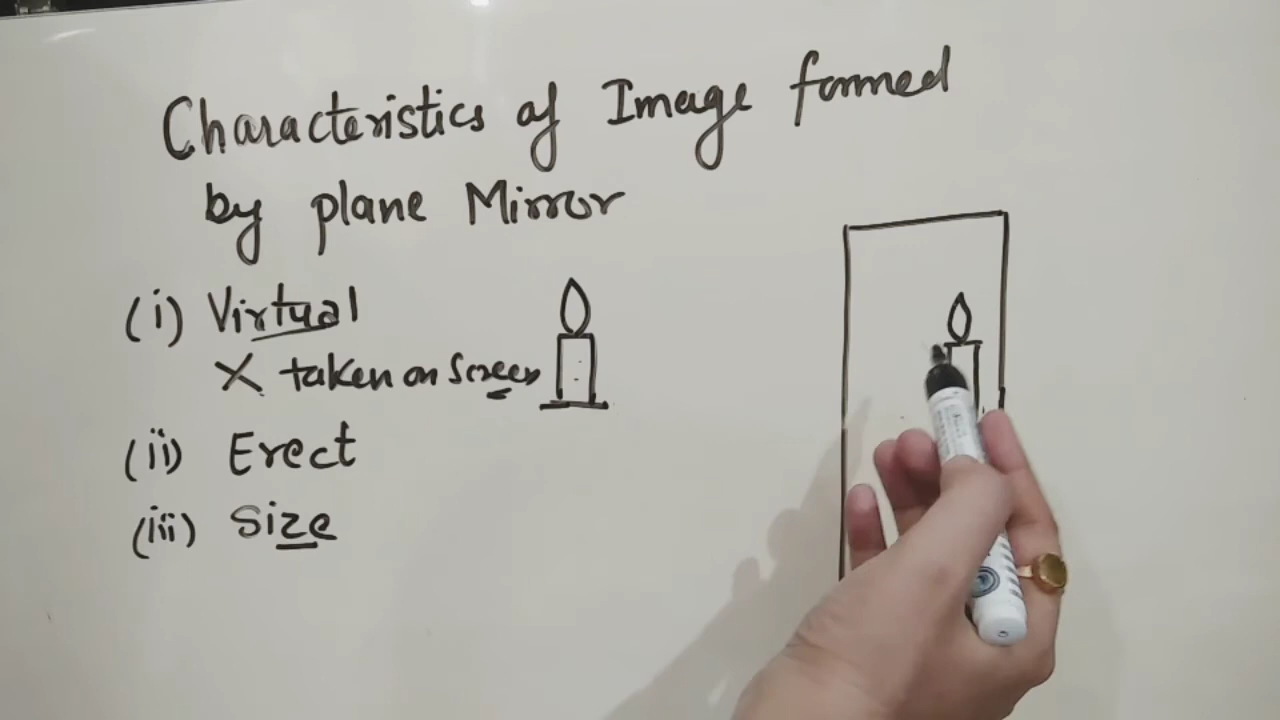 Characteristics of Image formed
by plane Mirror
(i) Virtual
X taken on Screen
(ii) Erect
(iii) Size